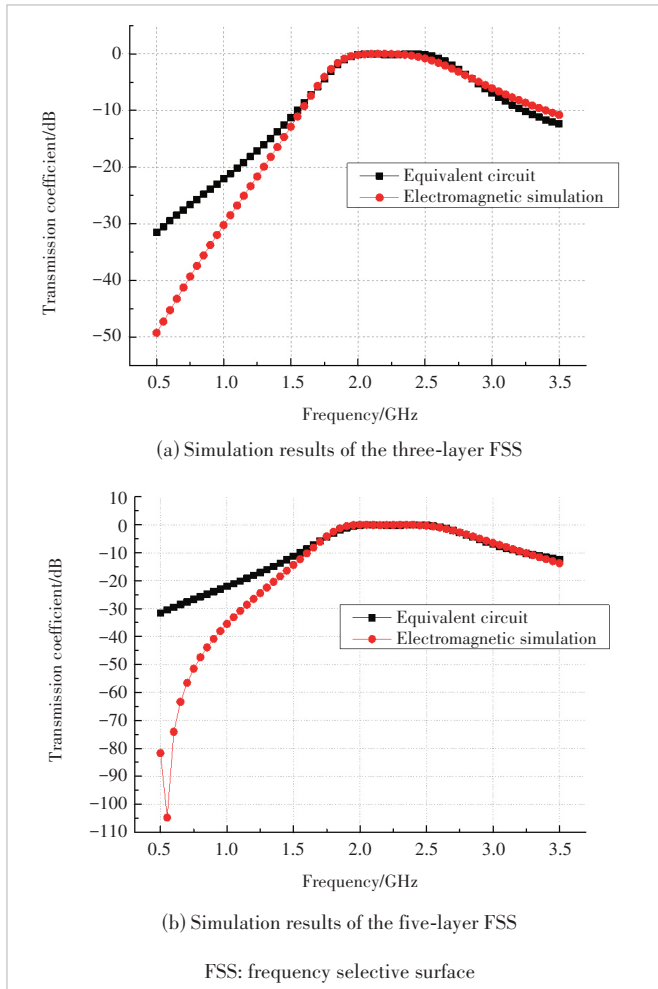 0
−10
−20
−30
−40
−50
Transmission coefficient/dB
Equivalent circuit
Electromagnetic simulation
0.5 1.0 1.5 2.0 2.5 3.0 3.5
Frequency/GHz
(a) Simulation results of the three-layer FSS
10
0
−10
−20
−30
−40
−50
−60
−70
−80
−90
−100
−110
Transmission coefficient/dB
Equivalent circuit
Electromagnetic simulation
0.5 1.0 1.5 2.0 2.5 3.0 3.5
Frequency/GHz
(b) Simulation results of the five-layer FSS
FSS: frequency selective surface